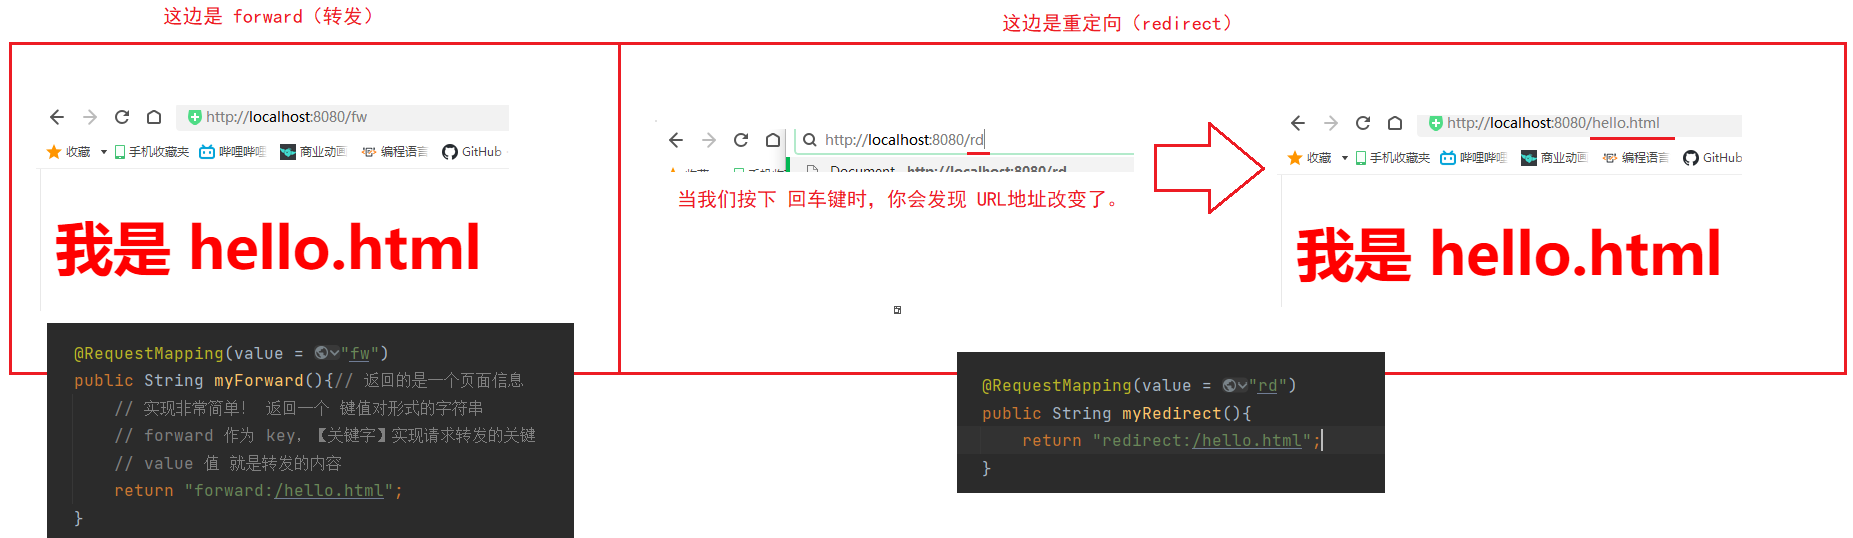 这边是 forward（转发）
http://localhost:8080/fw
收藏 手机收藏夹 哔哩哔哩 商业动画 编程语言 GitHub
我是 hello.html
@RequestMapping(value = "fw")
public String myForward(){// 返回的是一个页面信息
// 实现非常简单! 返回一个 键值对形式的字符串
// forward 作为 key，【关键字】实现请求转发的关键
// value 值 就是转发的内容
return "forward:/hello.html";
}
这边是重定向（redirect）
http://localhost:8080/rd
Document http://localhost:8080/rd
当我们按下 回车键时，你会发现 URL地址改变了。
http://localhost:8080/hello.html
收藏 手机收藏夹 哔哩哔哩 商业动画 编程语言 GitHub
我是 hello.html
@RequestMapping(value = "rd")
public String myRedirect(){
return "redirect:/hello.html";
}